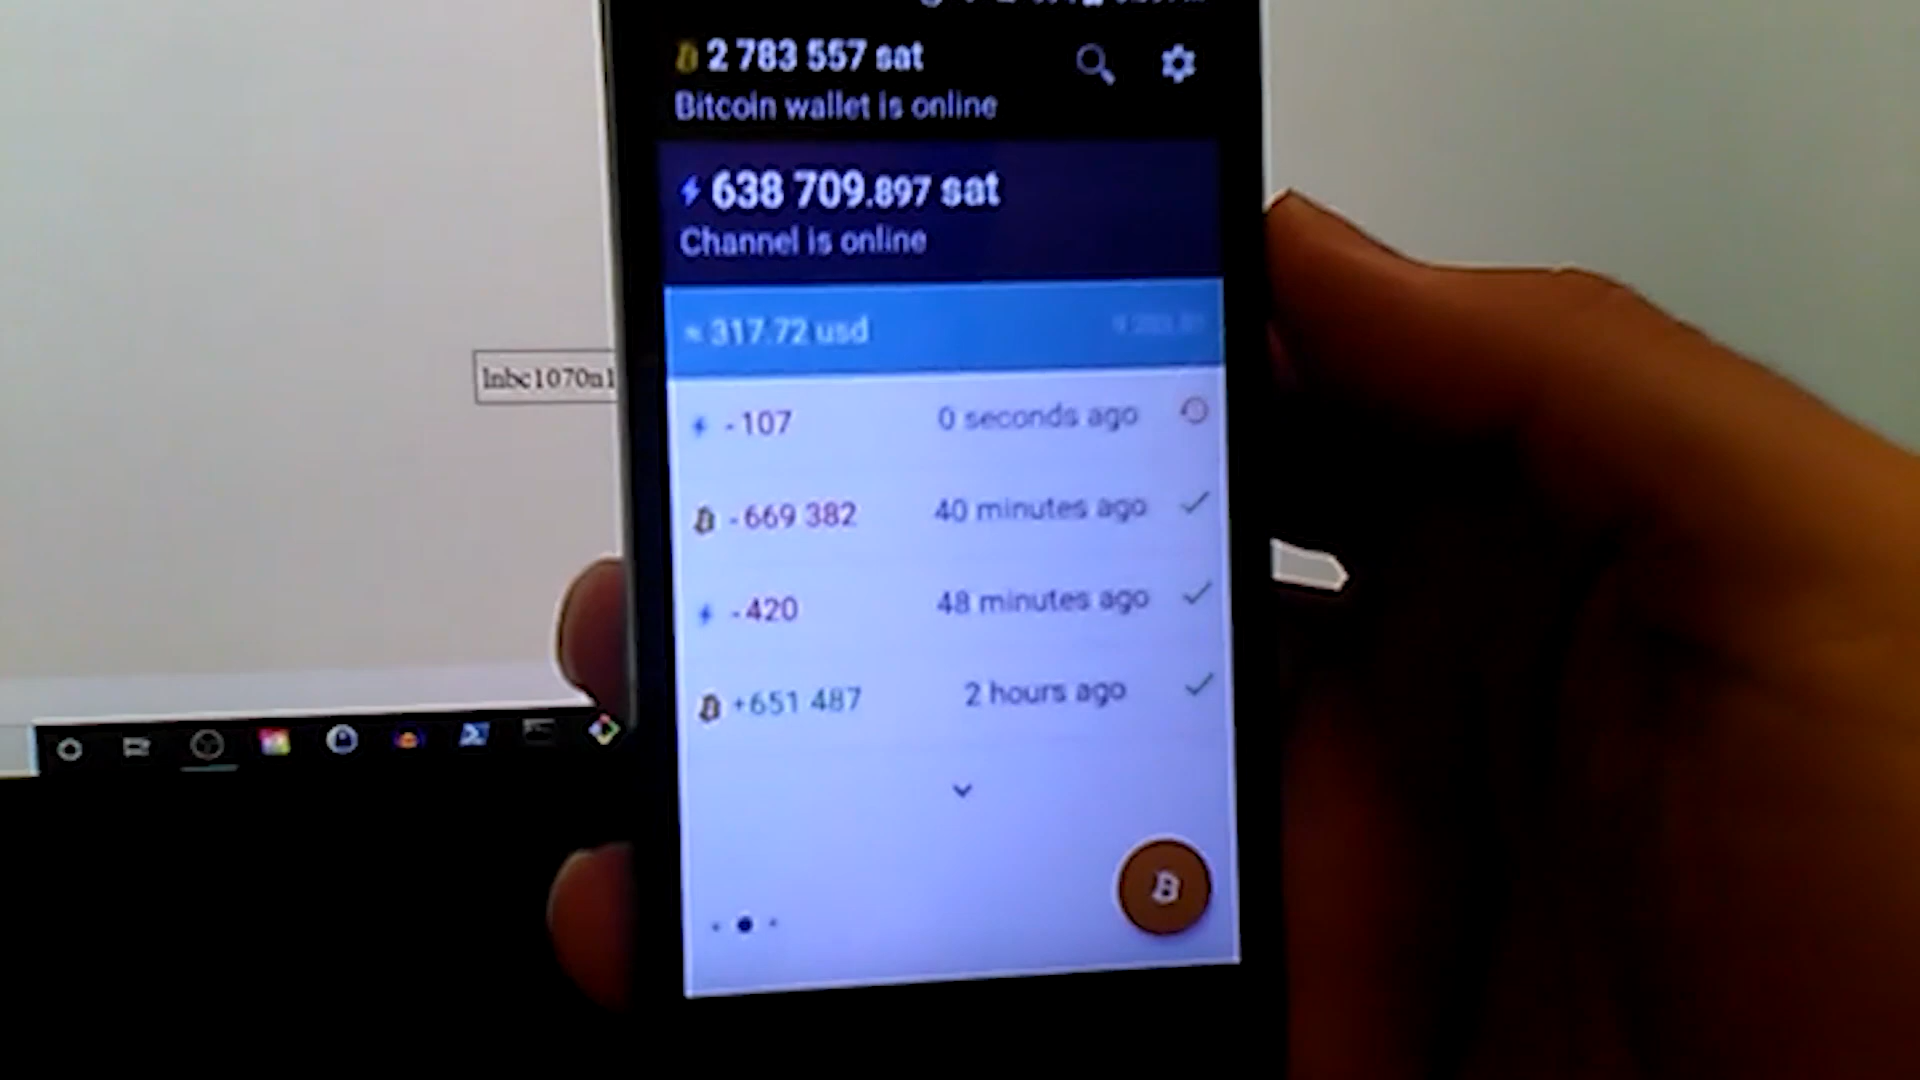 2 783 557 sat
Bitcoin wallet is online
638 709.897 sat
Channel is online
≈ 317.72 usd
lnbc1070n1
-107 0 seconds ago
-669 382 40 minutes ago
-420 48 minutes ago
+651 487 2 hours ago